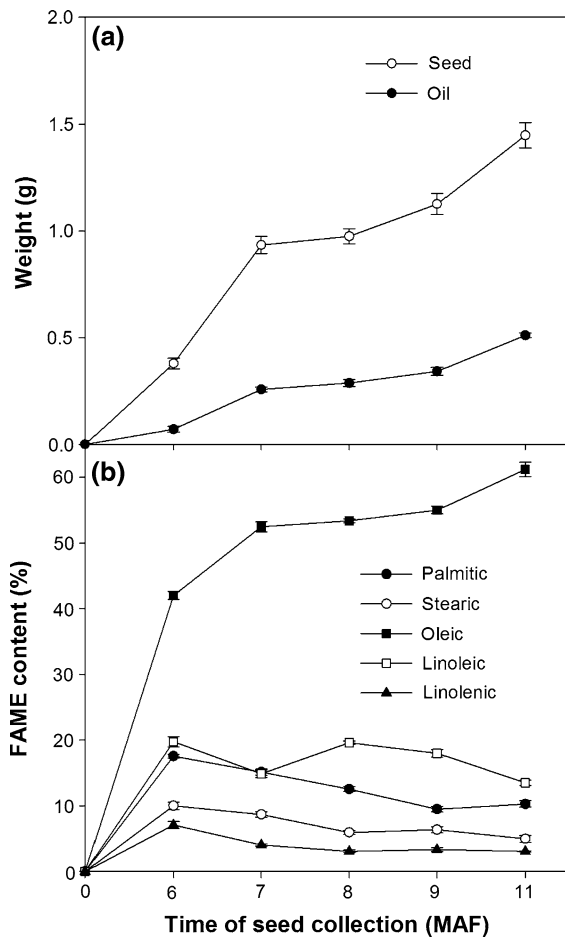 (a)
2.0
1.5
1.0
0.5
0.0
Weight (g)
Seed
Oil
(b)
60
50
40
30
20
10
0
FAME content (%)
Palmitic
Stearic
Oleic
Linoleic
Linolenic
0 6 7 8 9 11
Time of seed collection (MAF)